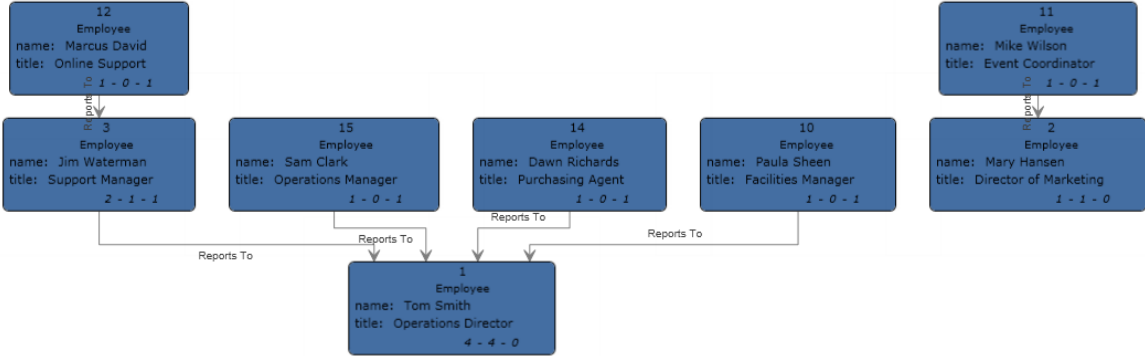 12
Employee
name: Marcus David
title: Online Support
1 - 0 - 1
Reports To
11
Employee
name: Mike Wilson
title: Event Coordinator
1 - 0 - 1
Reports To
3
Employee
name: Jim Waterman
title: Support Manager
2 - 1 - 1
15
Employee
name: Sam Clark
title: Operations Manager
1 - 0 - 1
14
Employee
name: Dawn Richards
title: Purchasing Agent
1 - 0 - 1
10
Employee
name: Paula Sheen
title: Facilities Manager
1 - 0 - 1
2
Employee
name: Mary Hansen
title: Director of Marketing
1 - 1 - 0
Reports To
Reports To
Reports To
Reports To
1
Employee
name: Tom Smith
title: Operations Director
4 - 4 - 0